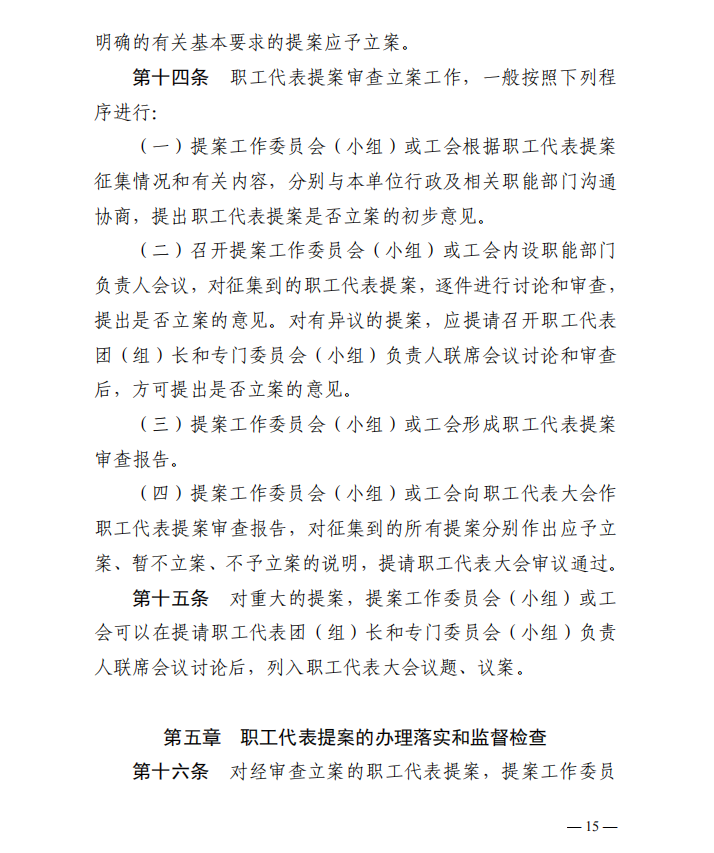 明确的有关基本要求的提案应予立案。
第十四条　职工代表提案审查立案工作，一般按照下列程
序进行：
（一）提案工作委员会（小组）或工会根据职工代表提案
征集情况和有关内容，分别与本单位行政及相关职能部门沟通
协商，提出职工代表提案是否立案的初步意见。
（二）召开提案工作委员会（小组）或工会内设职能部门
负责人会议，对征集到的职工代表提案，逐件进行讨论和审查，
提出是否立案的意见。对有异议的提案，应提请召开职工代表
团（组）长和专门委员会（小组）负责人联席会议讨论和审查
后，方可提出是否立案的意见。
（三）提案工作委员会（小组）或工会形成职工代表提案
审查报告。
（四）提案工作委员会（小组）或工会向职工代表大会作
职工代表提案审查报告，对征集到的所有提案分别作出应予立
案、暂不立案、不予立案的说明，提请职工代表大会审议通过。
第十五条　对重大的提案，提案工作委员会（小组）或工
会可以在提请职工代表团（组）长和专门委员会（小组）负责
人联席会议讨论后，列入职工代表大会议题、议案。
第五章　职工代表提案的办理落实和监督检查
第十六条　对经审查立案的职工代表提案，提案工作委员
— 15 —